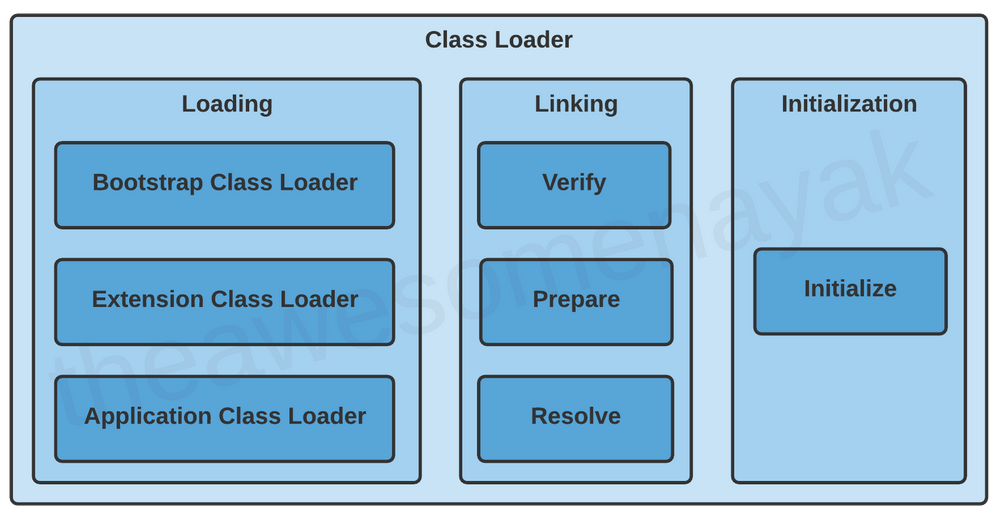 Class Loader
Loading
Bootstrap Class Loader
Extension Class Loader
Application Class Loader
Linking
Verify
Prepare
Resolve
Initialization
Initialize
theawesomenayak